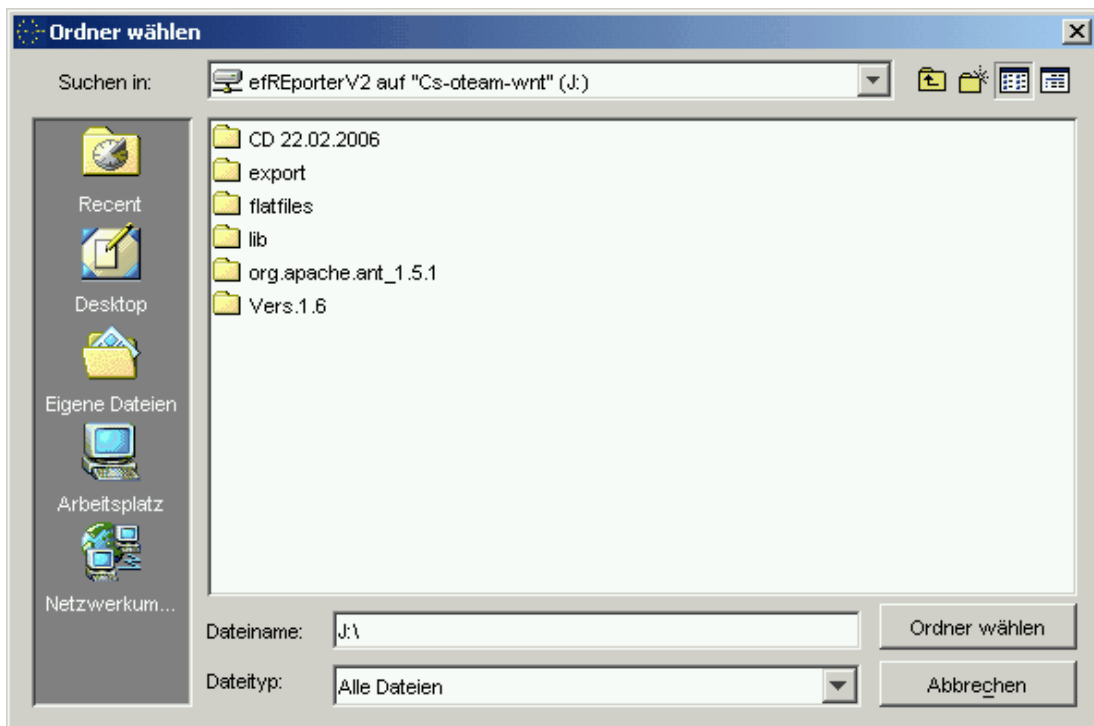 Ordner wählen
Suchen in:
efREporterV2 auf "Cs-oteam-wnt" (J:)
Recent
Desktop
Eigene Dateien
Arbeitsplatz
Netzwerkum...
CD 22.02.2006
export
flatfiles
lib
org.apache.ant_1.5.1
Vers.1.6
Dateiname:
J:\
Ordner wählen
Dateityp:
Alle Dateien
Abbrechen